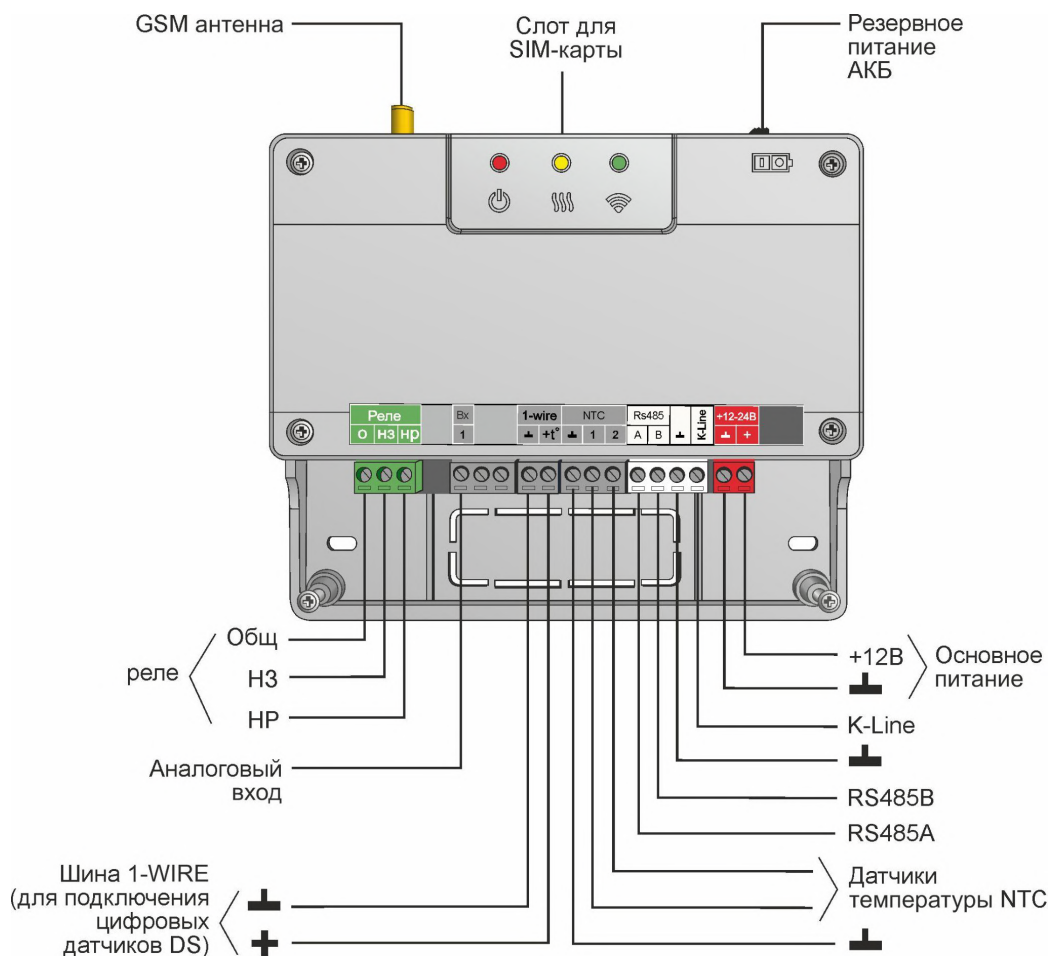 GSM антенна
Слот для
SIM-карты
Резервное
питание
АКБ
Реле
О НЗ НР
Вх
1
1-wire
+t°
NTC
1 2
Rs485
A B
K-Line
+12-24В
+
Общ
НЗ
НР
реле
Аналоговый
вход
Шина 1-WIRE
(для подключения
цифровых
датчиков DS)
+12В
Основное
питание
K-Line
RS485B
RS485A
Датчики
температуры NTC